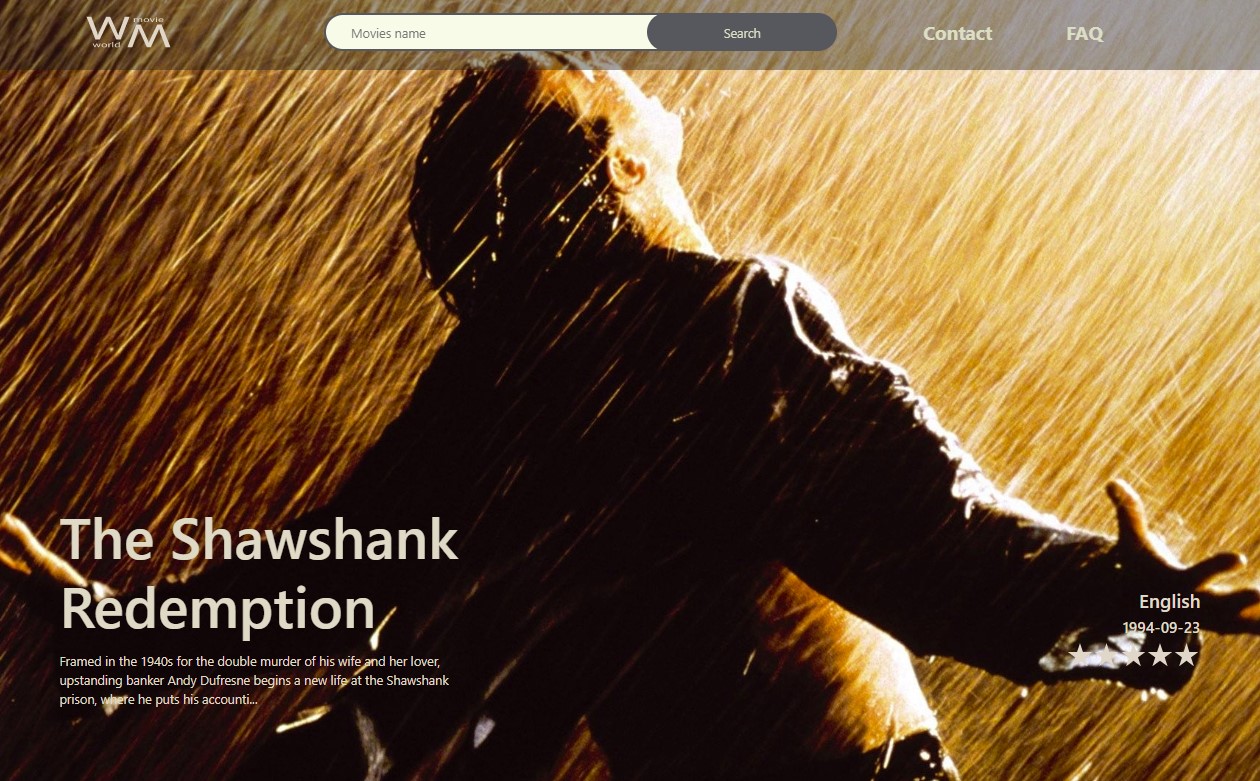 WM movie world
Movies name
Search
Contact
FAQ
The Shawshank
Redemption
Framed in the 1940s for the double murder of his wife and her lover,
upstanding banker Andy Dufresne begins a new life at the Shawshank
prison, where he puts his accounti...
English
1994-09-23
★★★★★